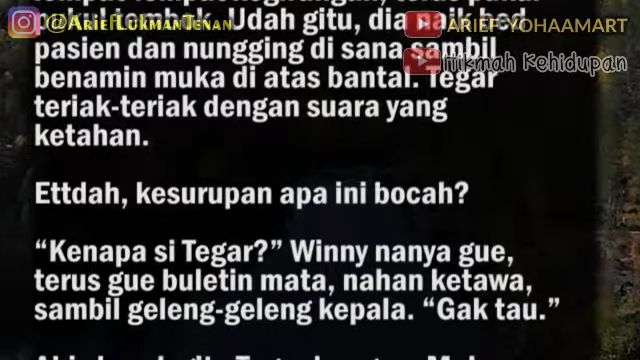 @AriefLukmanTenan
ARIEF-YOHAAMART
Hikmah Kehidupan
Udah gitu, dia naik
pasien dan nungging di sana sambil
benamin muka di atas bantal. Tegar
teriak-teriak dengan suara yang
ketahan.
Ettdah, kesurupan apa ini bocah?
“Kenapa si Tegar?” Winny nanya gue,
terus gue buletin mata, nahan ketawa,
sambil geleng-geleng kepala. “Gak tau.”